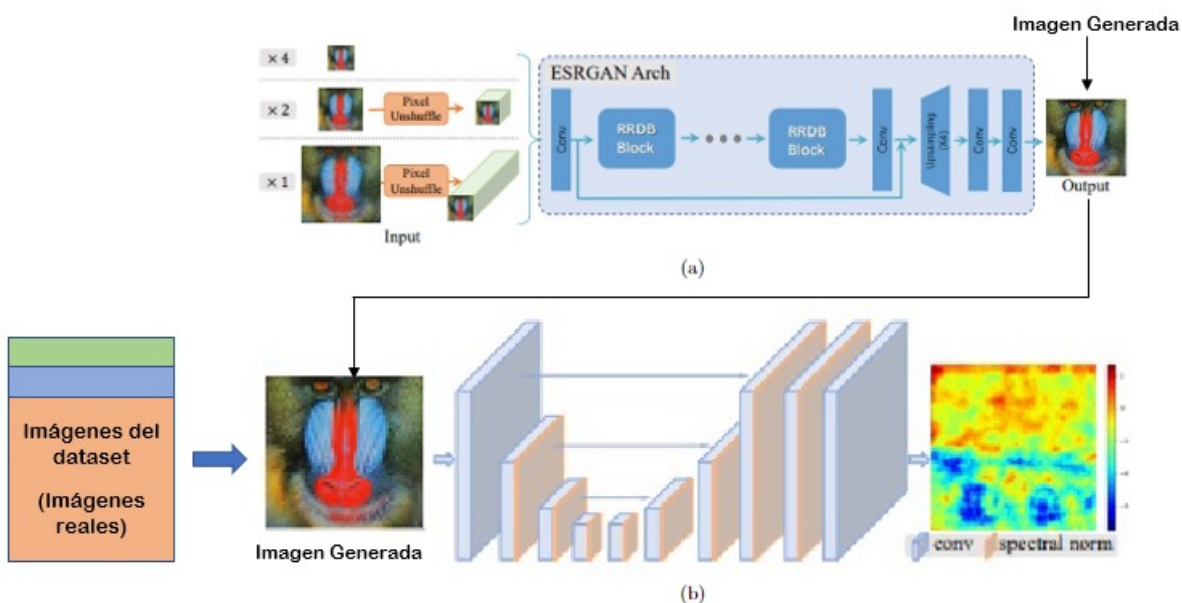 Imagen Generada
× 4
× 2
Pixel
Unshuffle
× 1
Pixel
Unshuffle
Input
ESRGAN Arch
Conv
RRDB
Block
RRDB
Block
Conv
Upsampling
(X4)
Conv
Conv
Output
(a)
Imágenes del
dataset
(Imágenes
reales)
Imagen Generada
conv
spectral norm
(b)